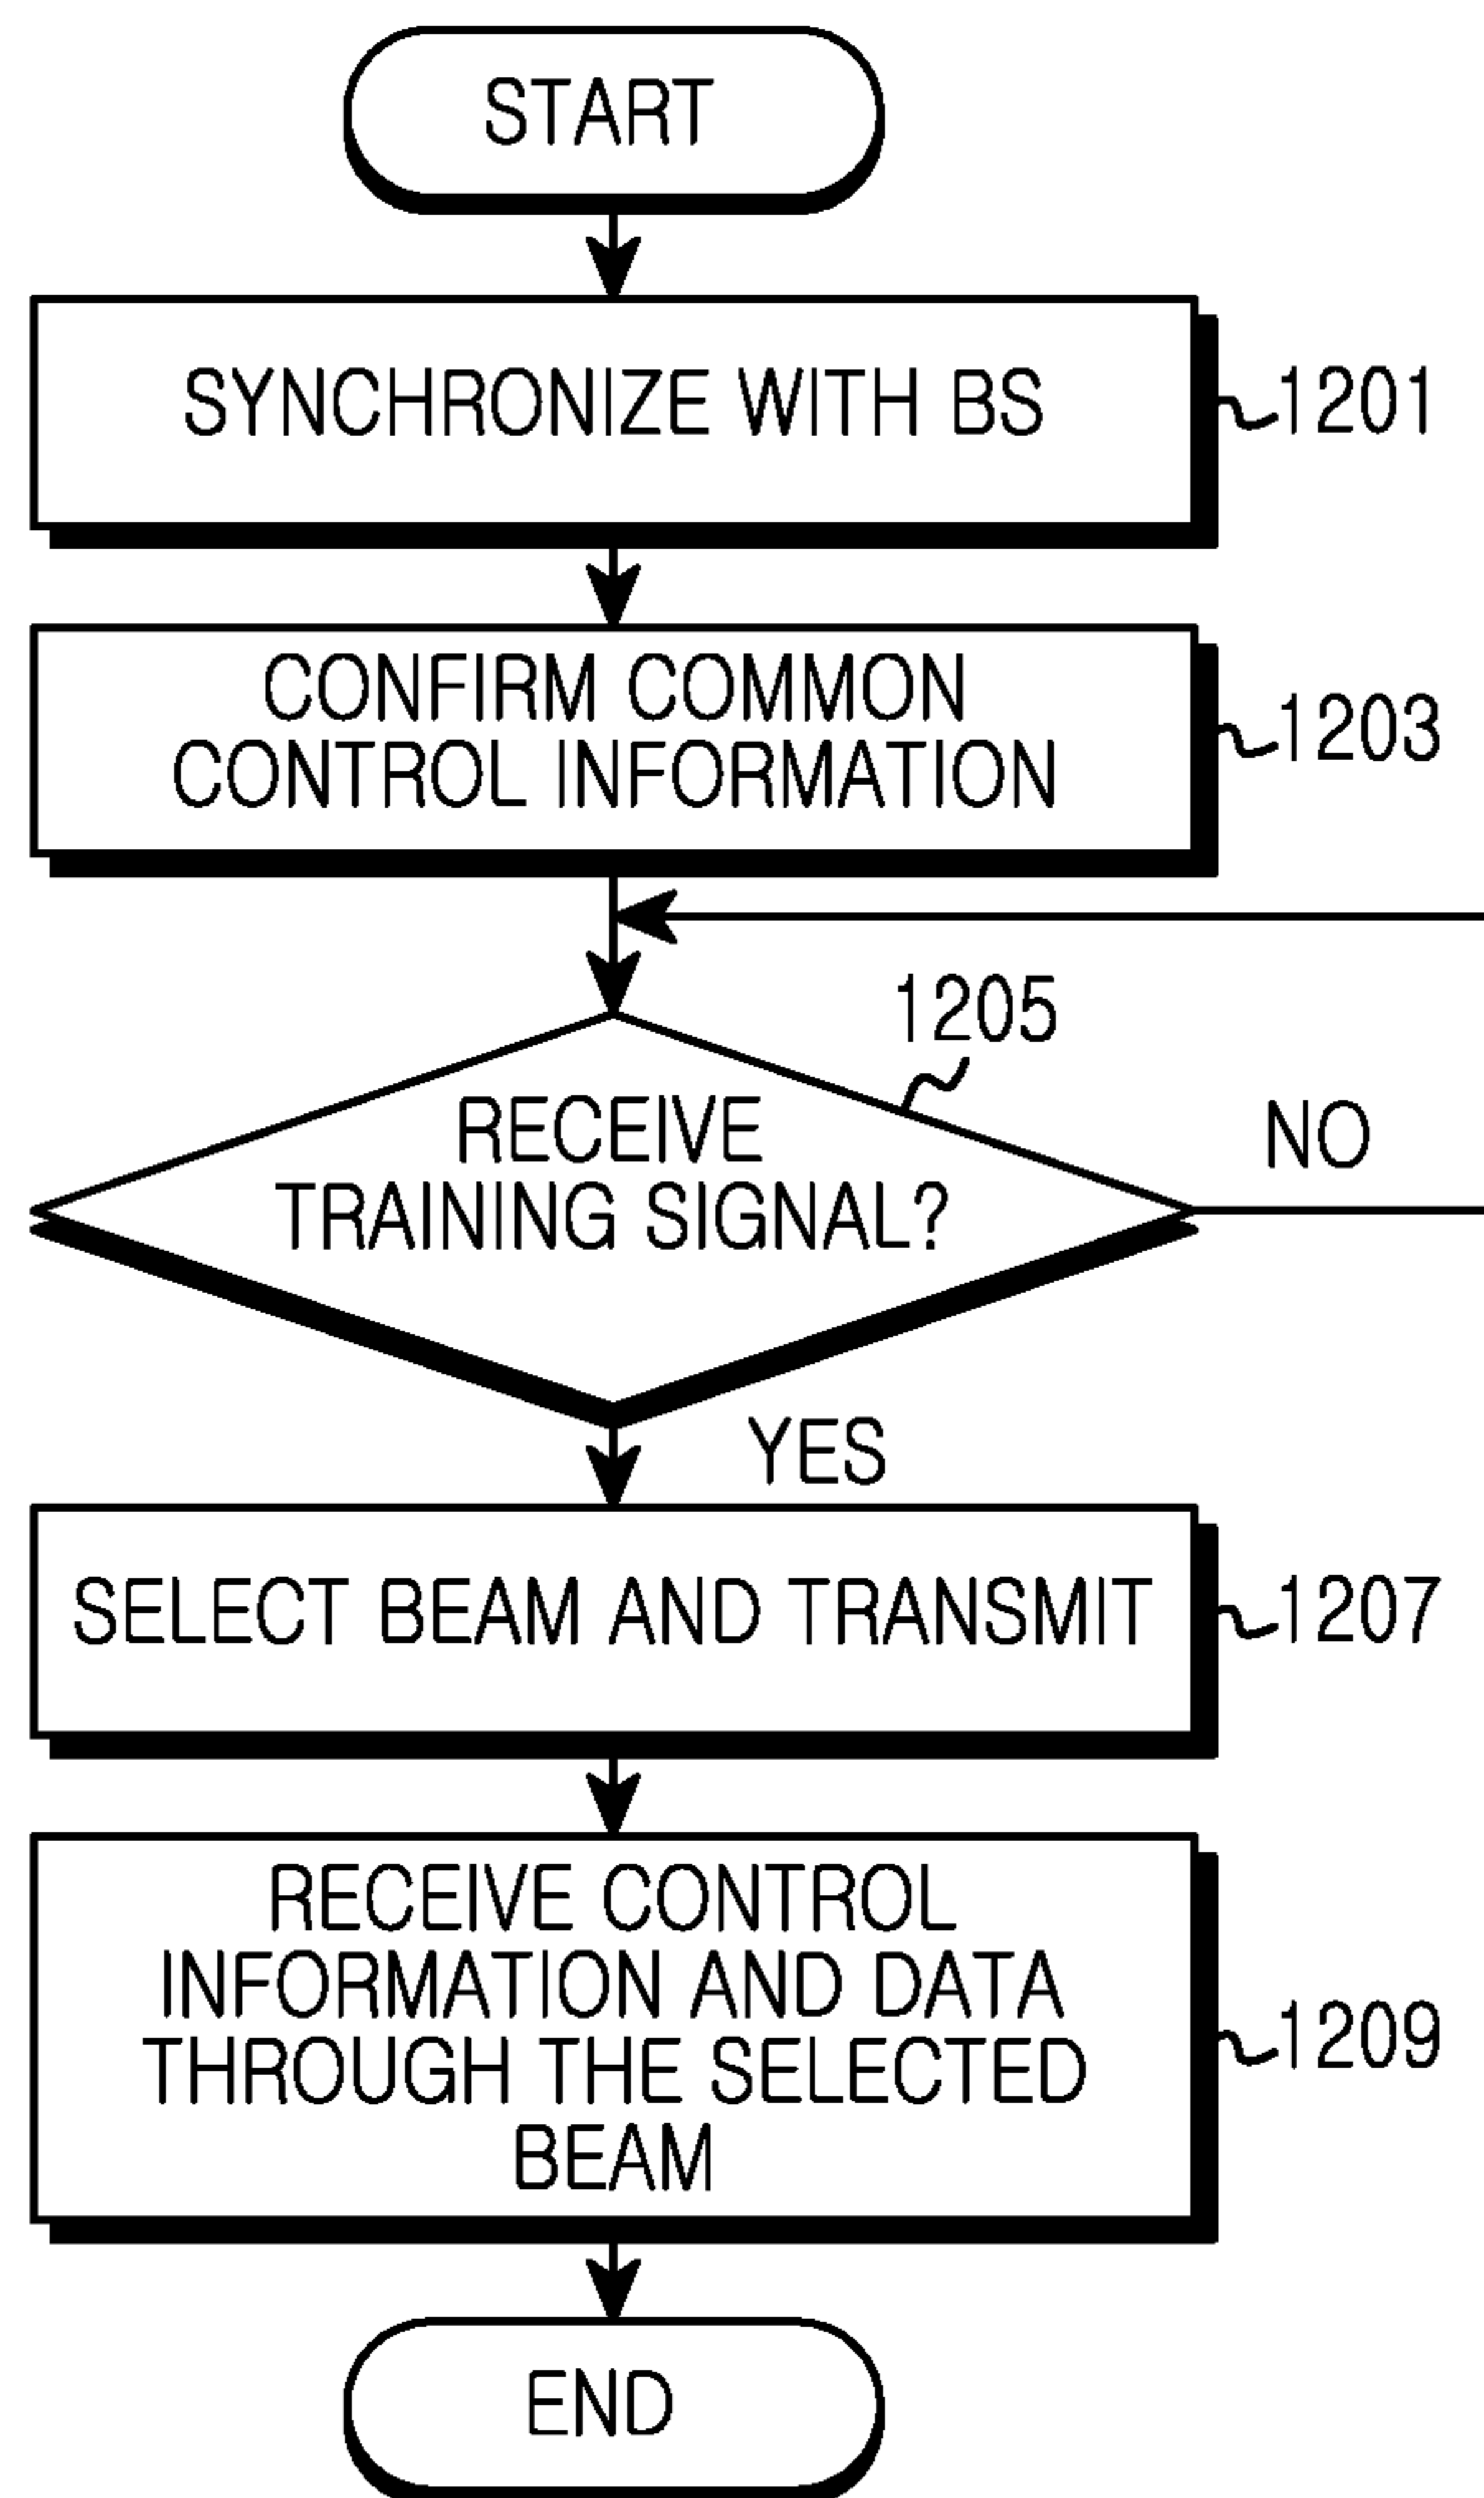 START
SYNCHRONIZE WITH BS
1201
CONFIRM COMMON
CONTROL INFORMATION
1203
1205
RECEIVE
TRAINING SIGNAL?
NO
YES
SELECT BEAM AND TRANSMIT
1207
RECEIVE CONTROL
INFORMATION AND DATA
THROUGH THE SELECTED
BEAM
1209
END